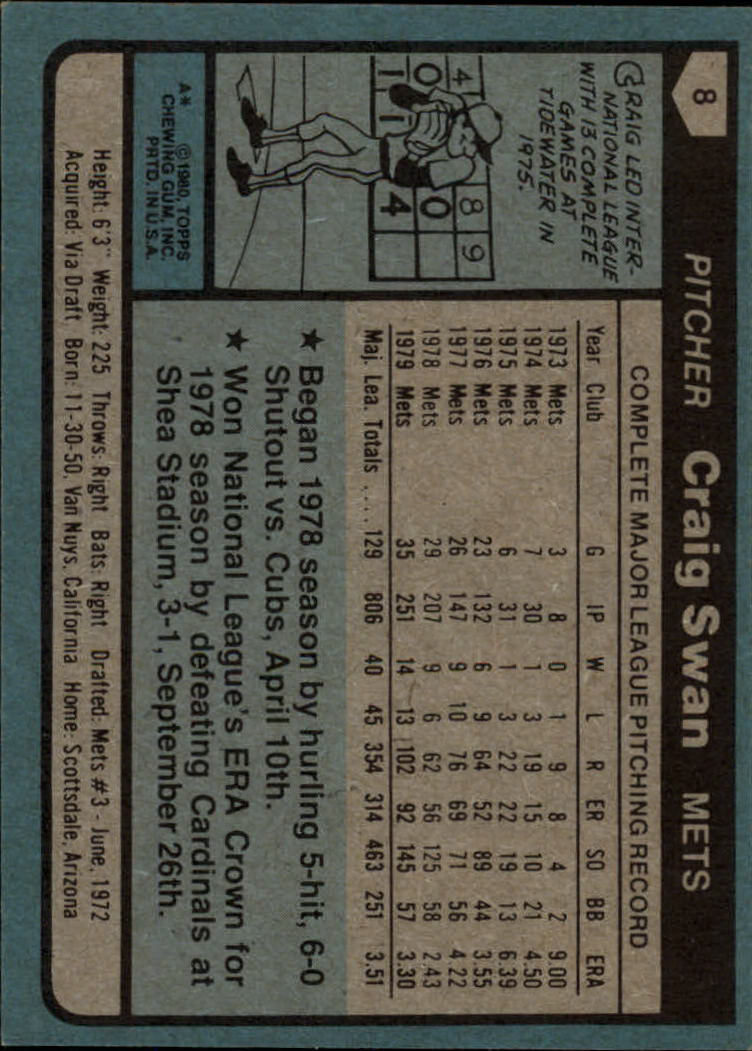 8
PITCHER Craig Swan METS
CRAIG LED INTER-
NATIONAL LEAGUE
WITH 13 COMPLETE
GAMES AT
TIDEWATER IN
1975.
4 8 9
0 0
1 1 4
A* © 1980, TOPPS
CHEWING GUM, INC.
PRTD. IN U.S.A.
COMPLETE MAJOR LEAGUE PITCHING RECORD
Year Club G IP W L R ER SO BB ERA
1973 Mets 3 8 0 1 9 8 4 2 9.00
1974 Mets 7 30 1 3 19 15 10 21 4.50
1975 Mets 6 31 1 3 22 22 19 13 6.39
1976 Mets 23 132 6 9 64 52 89 44 3.55
1977 Mets 26 147 9 10 76 69 71 56 4.22
1978 Mets 29 207 9 6 62 56 125 58 2.43
1979 Mets 35 251 14 13 102 92 145 57 3.30
Maj. Lea. Totals .... 129 806 40 45 354 314 463 251 3.51
★ Began 1978 season by hurling 5-hit, 6-0
Shutout vs. Cubs, April 10th.
★ Won National League's ERA Crown for
1978 season by defeating Cardinals at
Shea Stadium, 3-1, September 26th.
Height: 6'3" Weight: 225 Throws: Right Bats: Right Drafted: Mets #3 - June, 1972
Acquired: Via Draft Born: 11-30-50, Van Nuys, California Home: Scottsdale, Arizona